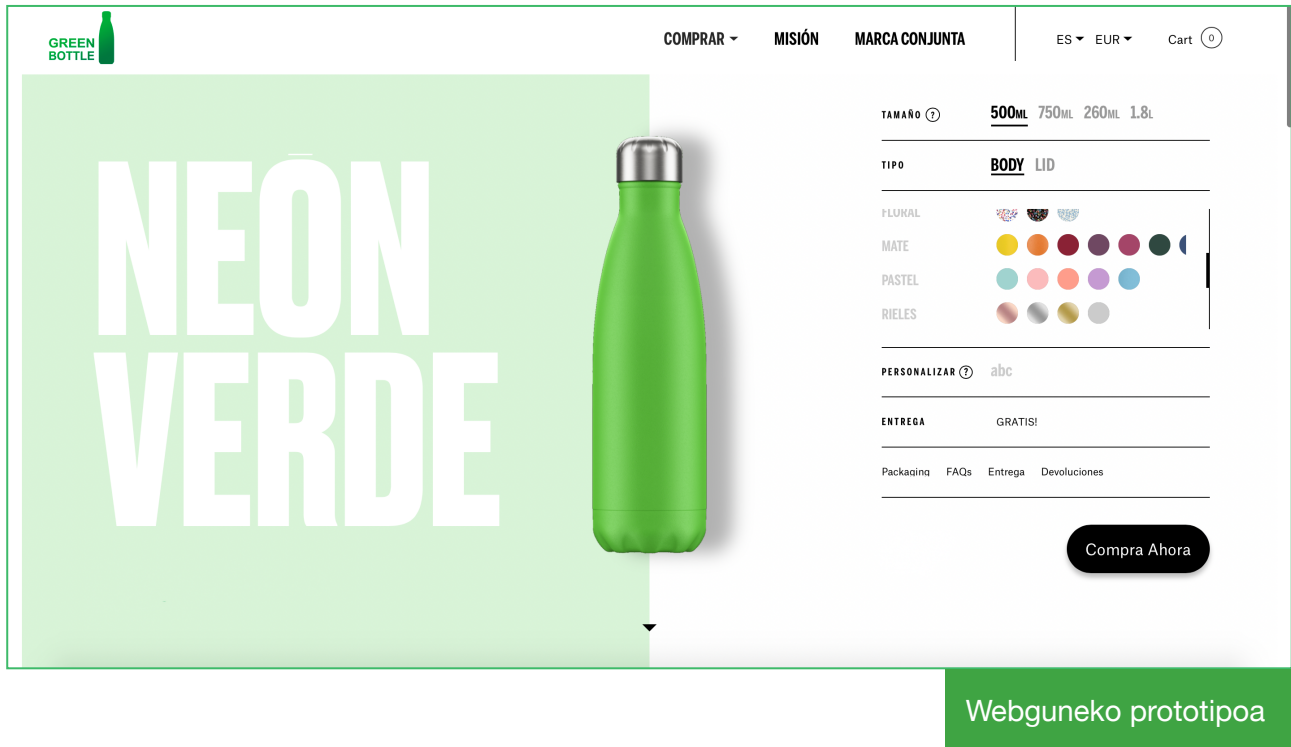 GREEN
BOTTLE
COMPRAR
MISIÓN
MARCA CONJUNTA
ES
EUR
Cart
0
NEÓN
VERDE
TAMAÑO ? 500ML 750ML 260ML 1.8L
TIPO BODY LID
FLORAL
MATE
PASTEL
RIELES
PERSONALIZAR ? abc
ENTREGA GRATIS!
Packaging FAQs Entrega Devoluciones
Compra Ahora
Webguneko prototipoa